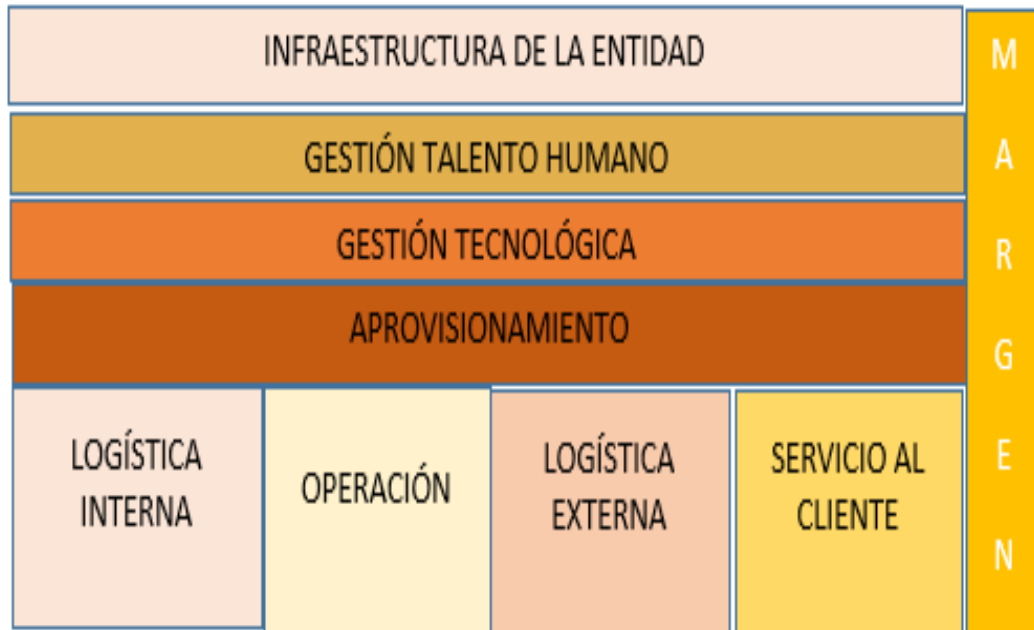 INFRAESTRUCTURA DE LA ENTIDAD
GESTIÓN TALENTO HUMANO
GESTIÓN TECNOLÓGICA
APROVISIONAMIENTO
LOGÍSTICA
INTERNA
OPERACIÓN
LOGÍSTICA
EXTERNA
SERVICIO AL
CLIENTE
M
A
R
G
E
N